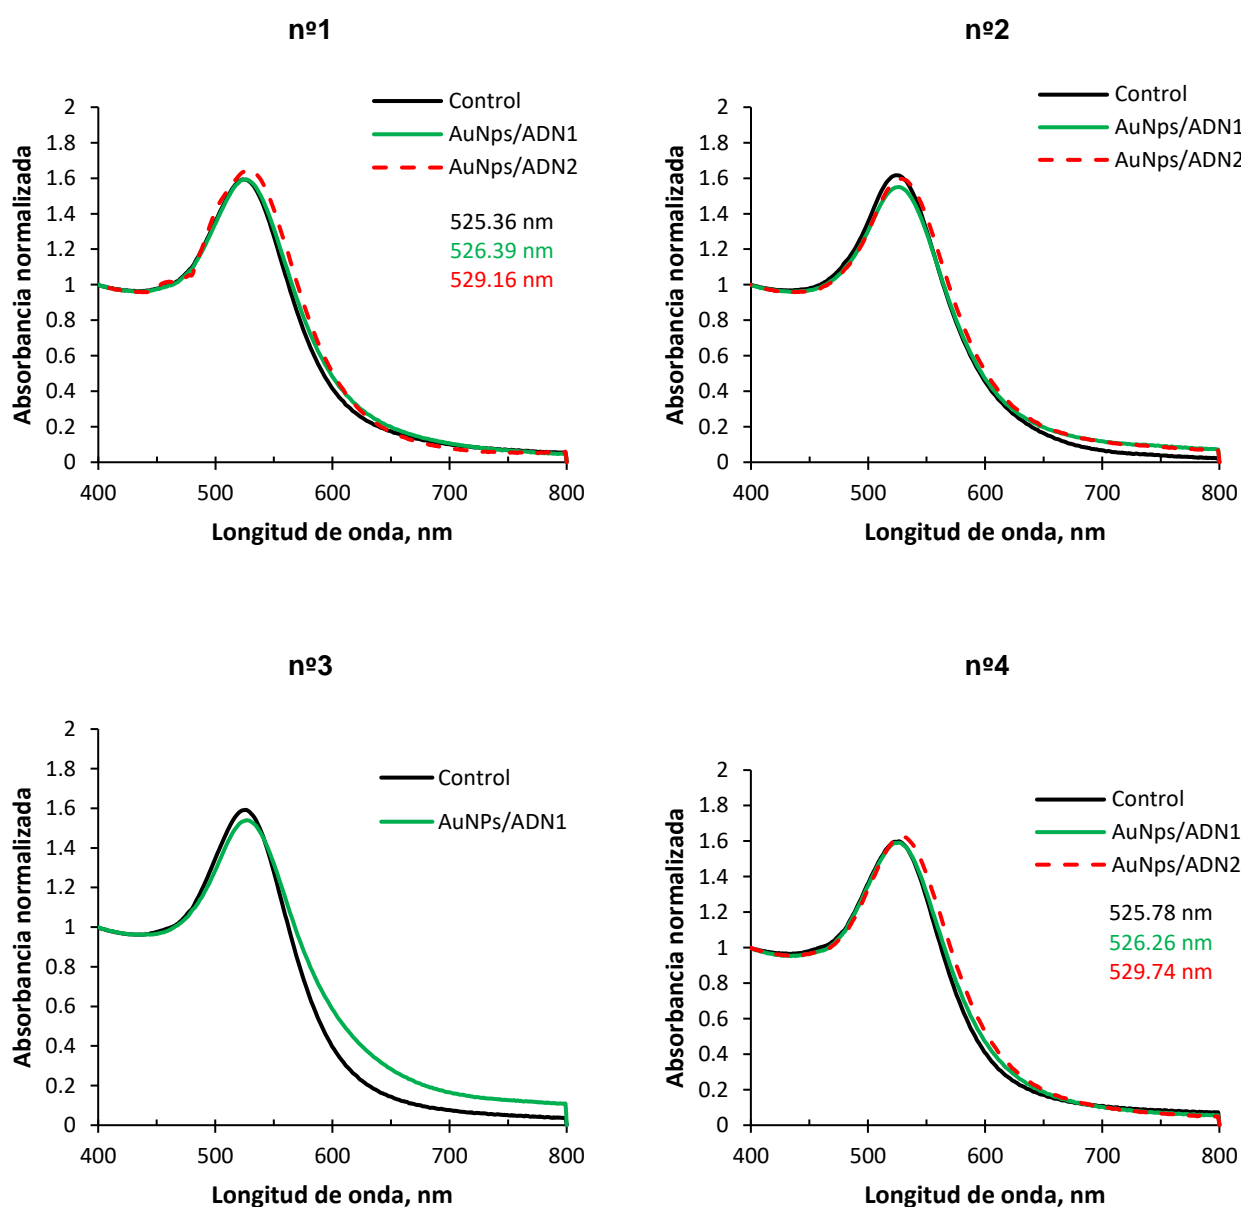 nº1
Control
AuNps/ADN1
AuNps/ADN2
525.36 nm
526.39 nm
529.16 nm
Absorbancia normalizada
2
1.8
1.6
1.4
1.2
1
0.8
0.6
0.4
0.2
0
400
500
600
700
800
Longitud de onda, nm
nº2
Control
AuNps/ADN1
AuNps/ADN2
Absorbancia normalizada
2
1.8
1.6
1.4
1.2
1
0.8
0.6
0.4
0.2
0
400
500
600
700
800
Longitud de onda, nm
nº3
Control
AuNPs/ADN1
Absorbancia normalizada
2
1.8
1.6
1.4
1.2
1
0.8
0.6
0.4
0.2
0
400
500
600
700
800
Longitud de onda, nm
nº4
Control
AuNps/ADN1
AuNps/ADN2
525.78 nm
526.26 nm
529.74 nm
Absorbancia normalizada
2
1.8
1.6
1.4
1.2
1
0.8
0.6
0.4
0.2
0
400
500
600
700
800
Longitud de onda, nm